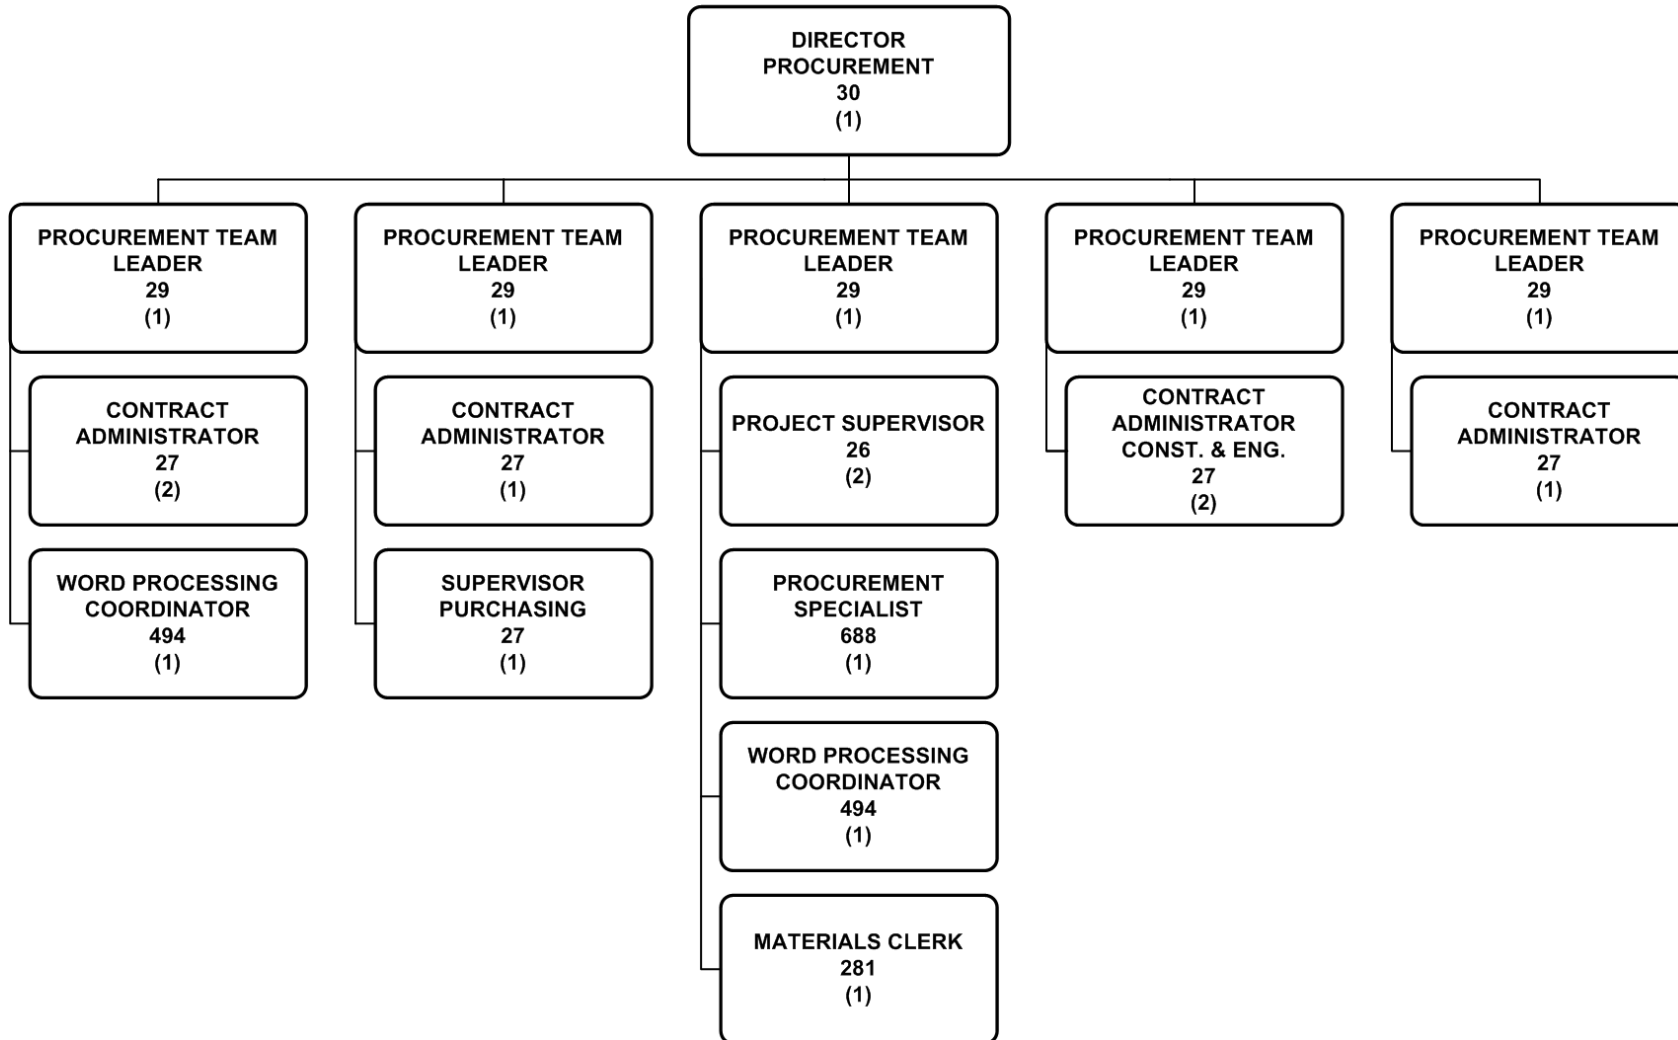 DIRECTOR
PROCUREMENT
30
(1)
PROCUREMENT TEAM
LEADER
29
(1)
PROCUREMENT TEAM
LEADER
29
(1)
PROCUREMENT TEAM
LEADER
29
(1)
PROCUREMENT TEAM
LEADER
29
(1)
PROCUREMENT TEAM
LEADER
29
(1)
CONTRACT
ADMINISTRATOR
27
(2)
CONTRACT
ADMINISTRATOR
27
(1)
PROJECT SUPERVISOR
26
(2)
CONTRACT
ADMINISTRATOR
CONST. & ENG.
27
(2)
CONTRACT
ADMINISTRATOR
27
(1)
WORD PROCESSING
COORDINATOR
494
(1)
SUPERVISOR
PURCHASING
27
(1)
PROCUREMENT
SPECIALIST
688
(1)
WORD PROCESSING
COORDINATOR
494
(1)
MATERIALS CLERK
281
(1)